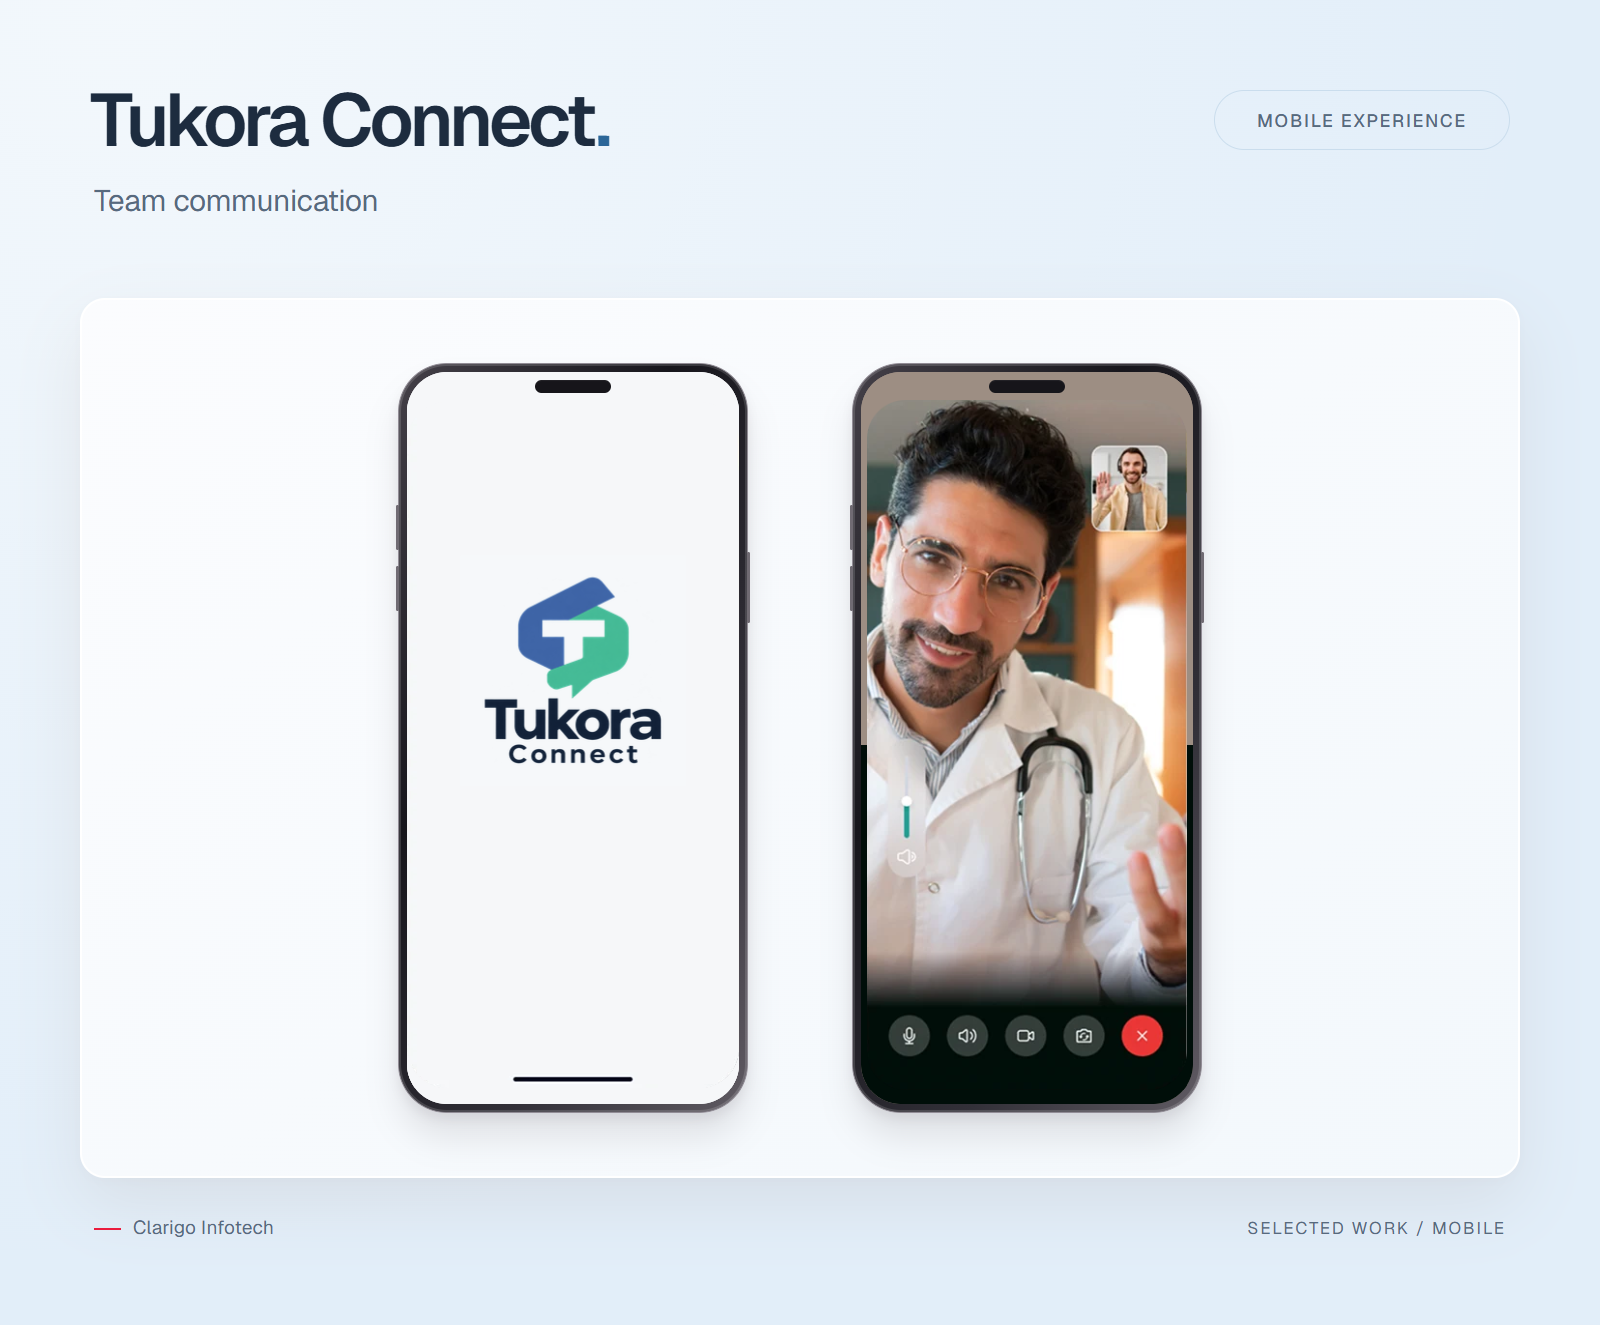 Tukora Connect.
MOBILE EXPERIENCE
Team communication
T
Tukora
Connect
Clarigo Infotech
SELECTED WORK / MOBILE